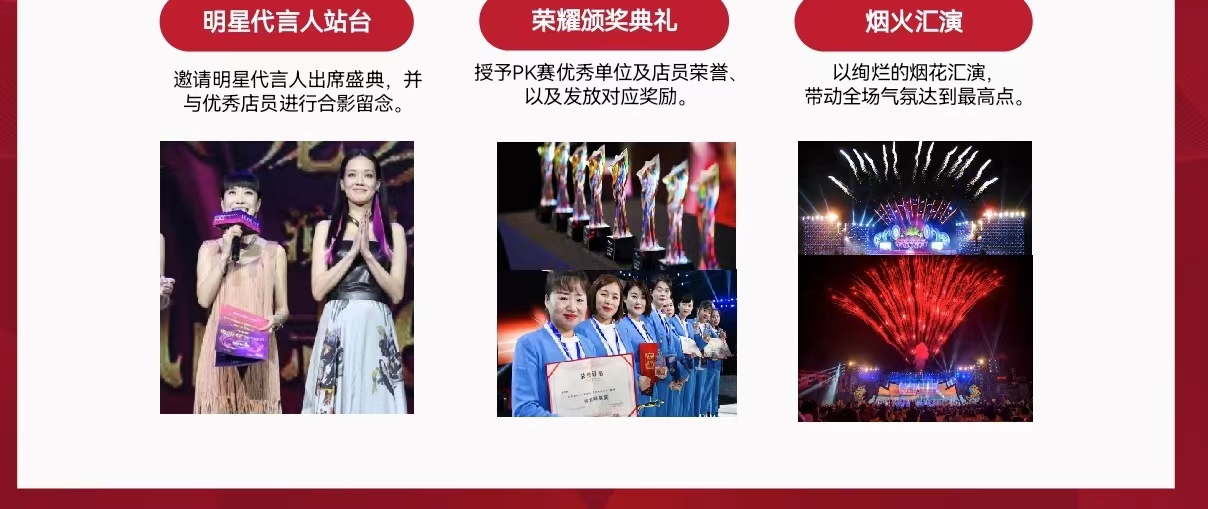 明星代言人站台
邀请明星代言人出席盛典，并
与优秀店员进行合影留念。
荣耀颁奖典礼
授予PK赛优秀单位及店员荣誉、
以及发放对应奖励。
烟火汇演
以绚烂的烟花汇演，
带动全场气氛达到最高点。